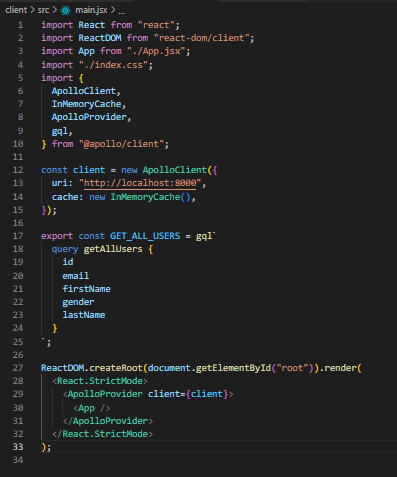 client > src > main.jsx > ...
1 import React from "react";
2 import ReactDOM from "react-dom/client";
3 import App from "./App.jsx";
4 import "./index.css";
5 import {
6   ApolloClient,
7   InMemoryCache,
8   ApolloProvider,
9   gql,
10 } from "@apollo/client";
11
12 const client = new ApolloClient({
13   uri: "http://localhost:8000",
14   cache: new InMemoryCache(),
15 });
16
17 export const GET_ALL_USERS = gql`
18   query getAllUsers {
19     id
20     email
21     firstName
22     gender
23     lastName
24   }
25 `;
26
27 ReactDOM.createRoot(document.getElementById("root")).render(
28   <React.StrictMode>
29     <ApolloProvider client={client}>
30       <App />
31     </ApolloProvider>
32   </React.StrictMode>
33 );
34